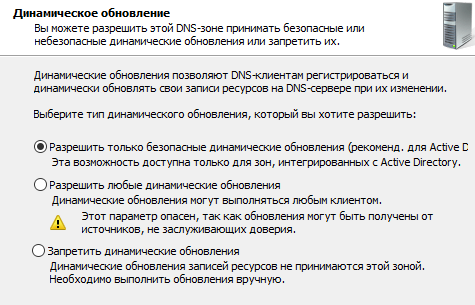 Динамическое обновление
Вы можете разрешить этой DNS-зоне принимать безопасные или
небезопасные динамические обновления или запретить их.
Динамические обновления позволяют DNS-клиентам регистрироваться и
динамически обновлять свои записи ресурсов на DNS-сервере при их изменении.
Выберите тип динамического обновления, который вы хотите разрешить:
Разрешить только безопасные динамические обновления (рекоменд. для Active D
Эта возможность доступна только для зон, интегрированных с Active Directory.
Разрешить любые динамические обновления
Динамические обновления могут выполняться любым клиентом.
Этот параметр опасен, так как обновления могут быть получены от
источников, не заслуживающих доверия.
Запретить динамические обновления
Динамические обновления записей ресурсов не принимаются этой зоной.
Необходимо выполнить обновления вручную.